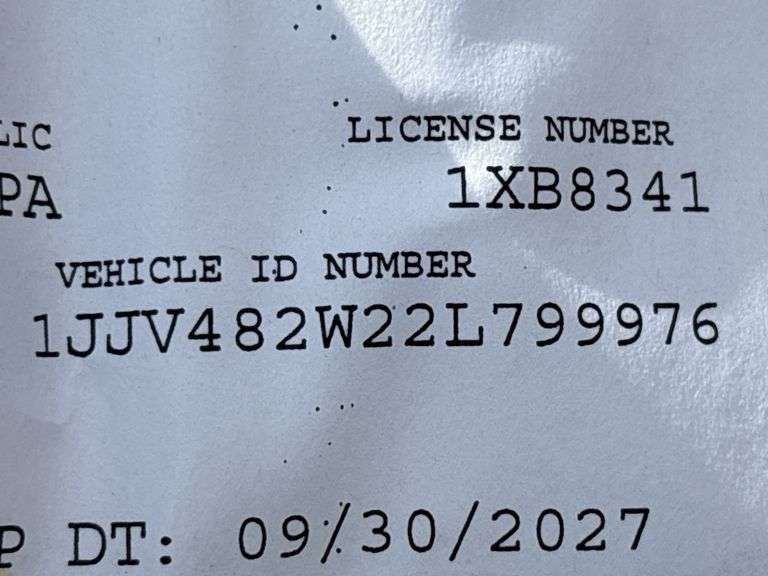 LIC LICENSE NUMBER
PA 1XB8341
VEHICLE ID NUMBER
1JJV482W22L799976
P DT: 09/30/2027